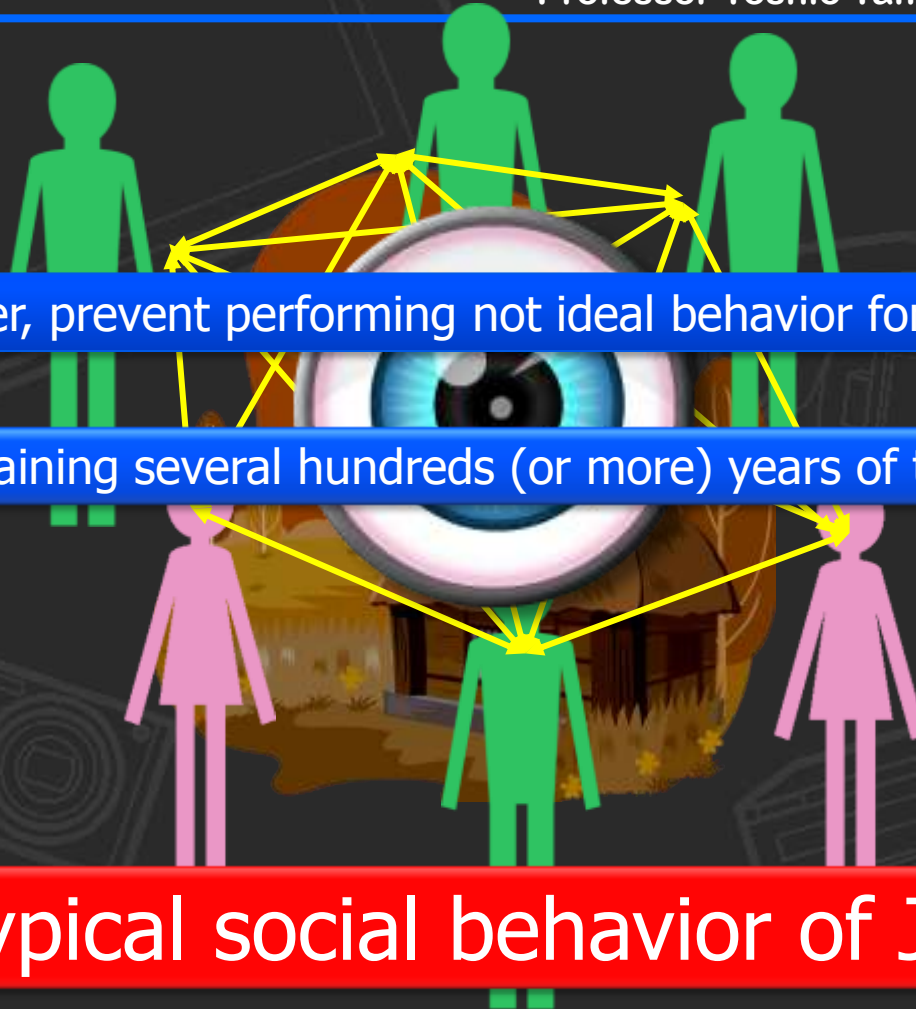 er, prevent performing not ideal behavior for
aining several hundreds (or more) years of
ypical social behavior of J